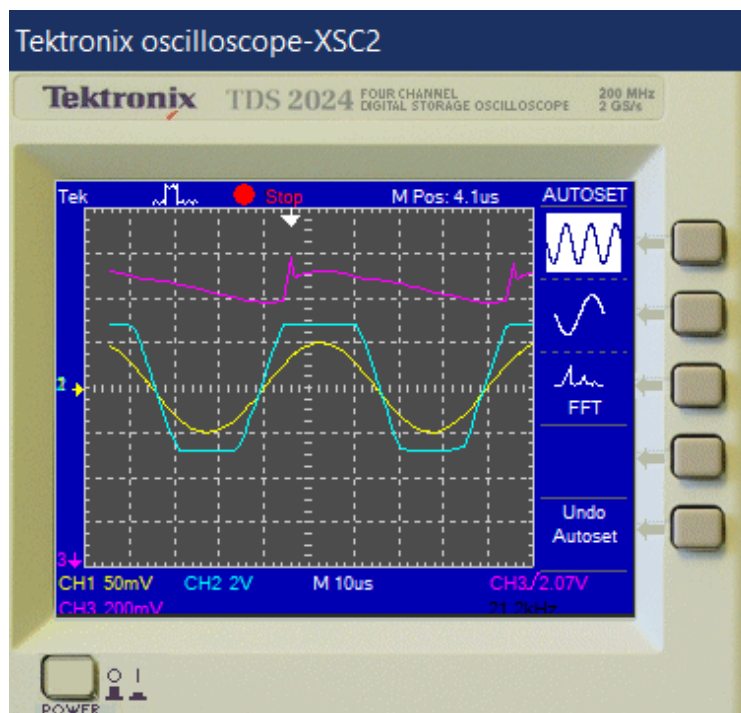 Tektronix oscilloscope-XSC2
Tektronix TDS 2024 FOUR CHANNEL DIGITAL STORAGE OSCILLOSCOPE 200 MHz 2 GS/s
Tek Stop M Pos: 4.1us AUTOSET
FFT
Undo
Autoset
3
CH1 50mV CH2 2V M 10us CH3 2.07V
CH3 200mV 21.2kHz
POWER